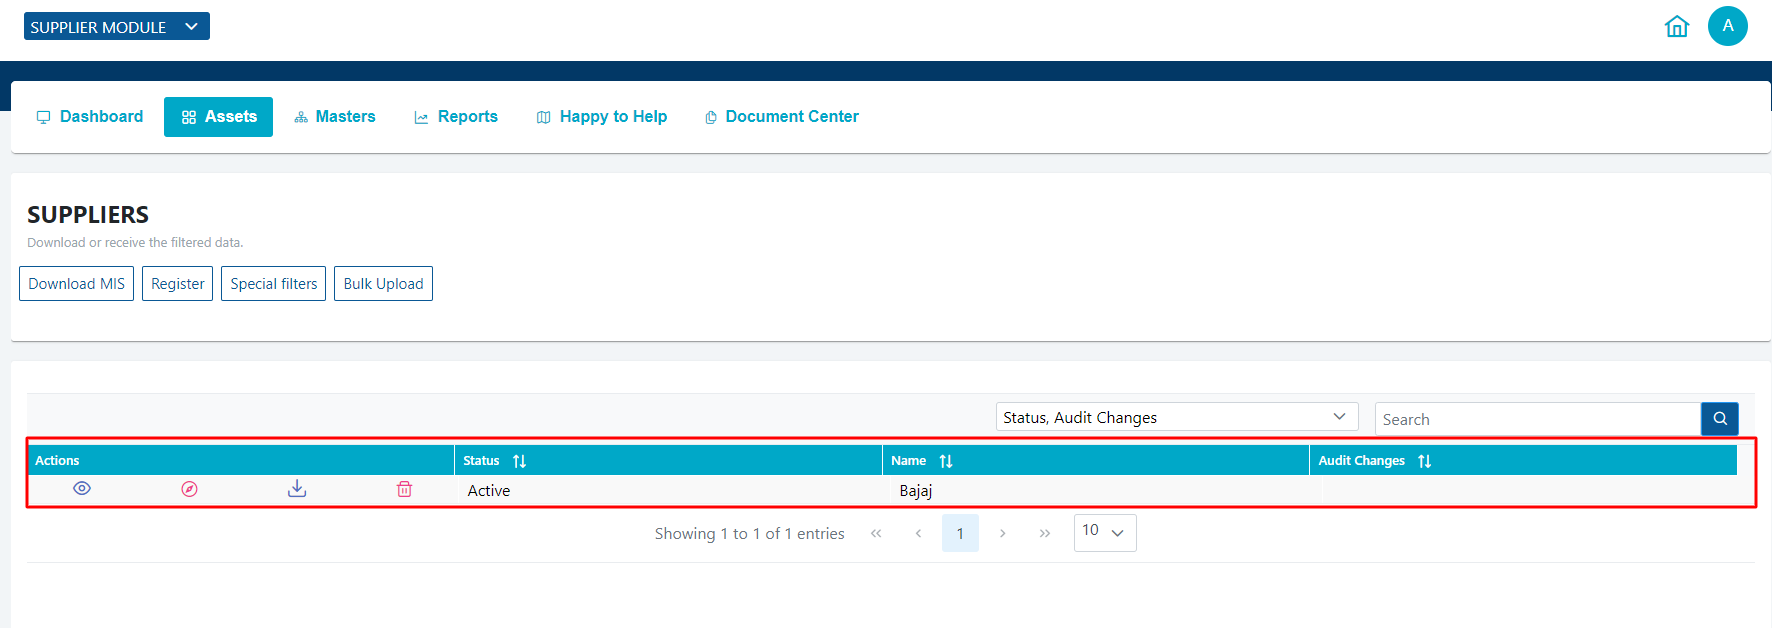 SUPPLIER MODULE
A
Dashboard Assets Masters Reports Happy to Help Document Center
SUPPLIERS
Download or receive the filtered data.
Download MIS Register Special filters Bulk Upload
Status, Audit Changes Search
Actions Status Name Audit Changes
Active Bajaj
Showing 1 to 1 of 1 entries « ‹ 1 › » 10